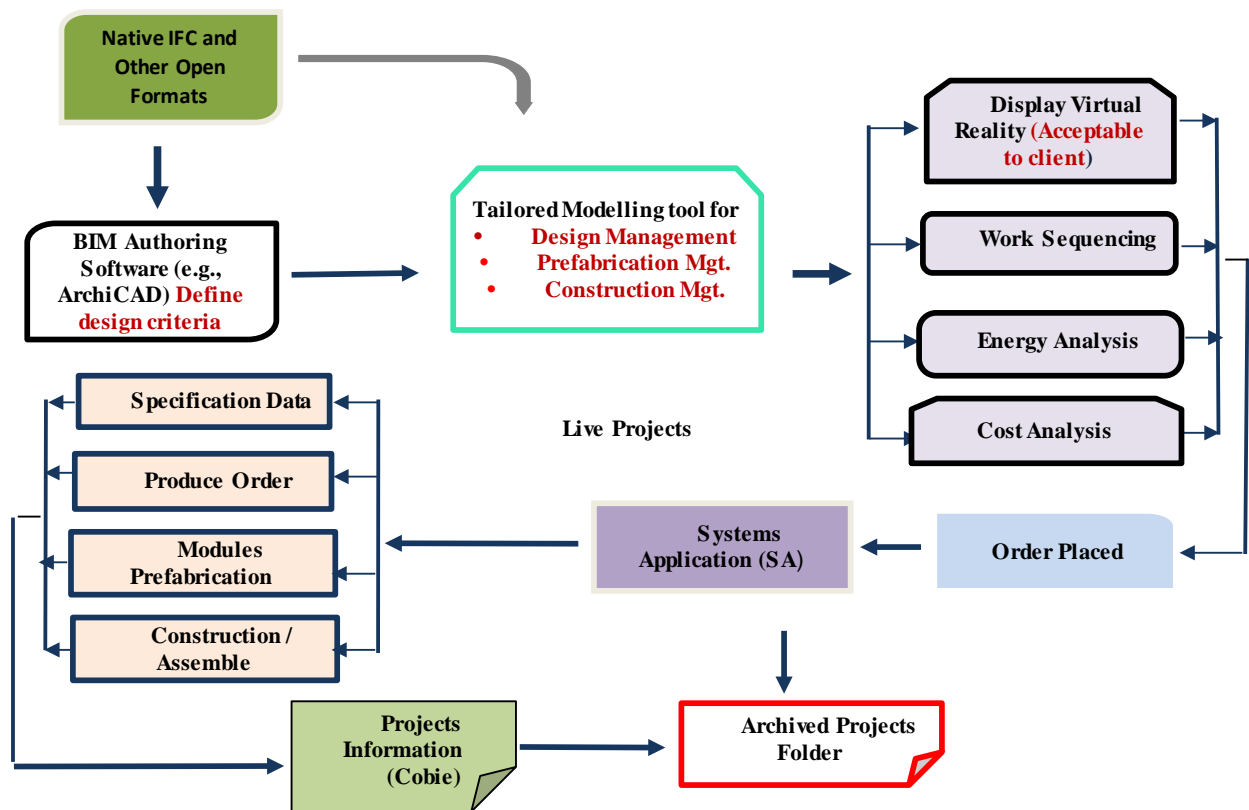 Native IFC and
Other Open
Formats
BIM Authoring
Software (e.g.,
ArchiCAD) Define
design criteria
Tailored Modelling tool for
• Design Management
• Prefabrication Mgt.
• Construction Mgt.
Display Virtual
Reality (Acceptable
to client)
Work Sequencing
Energy Analysis
Cost Analysis
Specification Data
Produce Order
Modules
Prefabrication
Construction /
Assemble
Live Projects
Systems
Application (SA)
Order Placed
Projects
Information
(Cobie)
Archived Projects
Folder